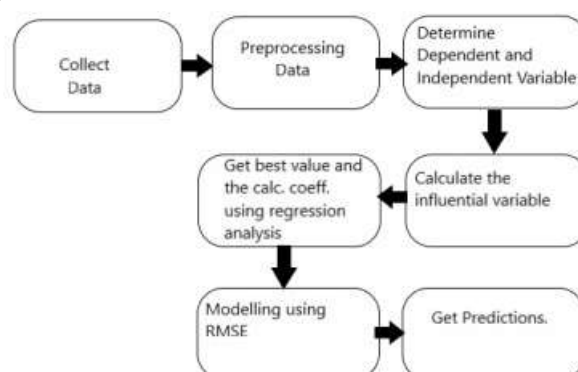 Collect
Data
Preprocessing
Data
Determine
Dependent and
Independent Variable
Calculate the
influential variable
Get best value and
the calc. coeff.
using regression
analysis
Modelling using
RMSE
Get Predictions.